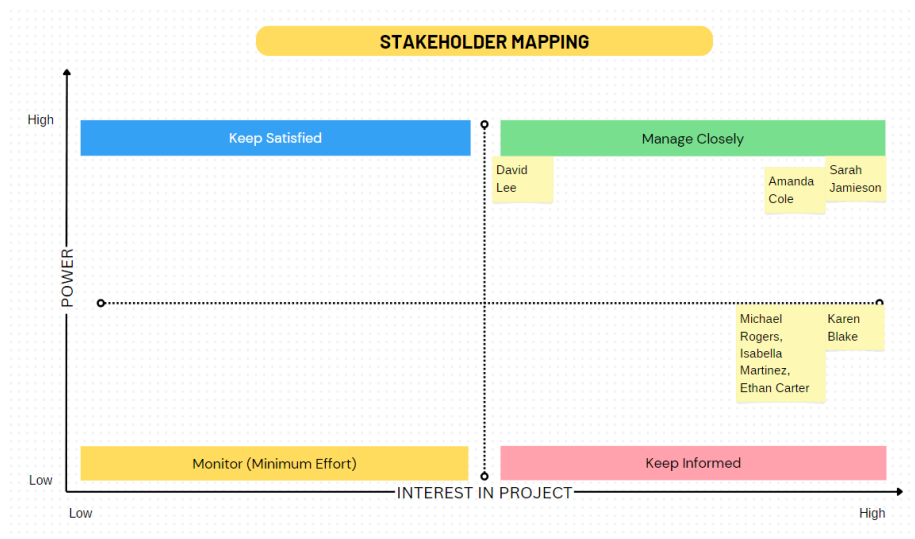 STAKEHOLDER MAPPING
High
Keep Satisfied
Manage Closely
David
Lee
Amanda
Cole
Sarah
Jamieson
POWER
Michael
Rogers,
Isabella
Martinez,
Ethan Carter
Karen
Blake
Monitor (Minimum Effort)
Keep Informed
Low
INTEREST IN PROJECT
Low
High